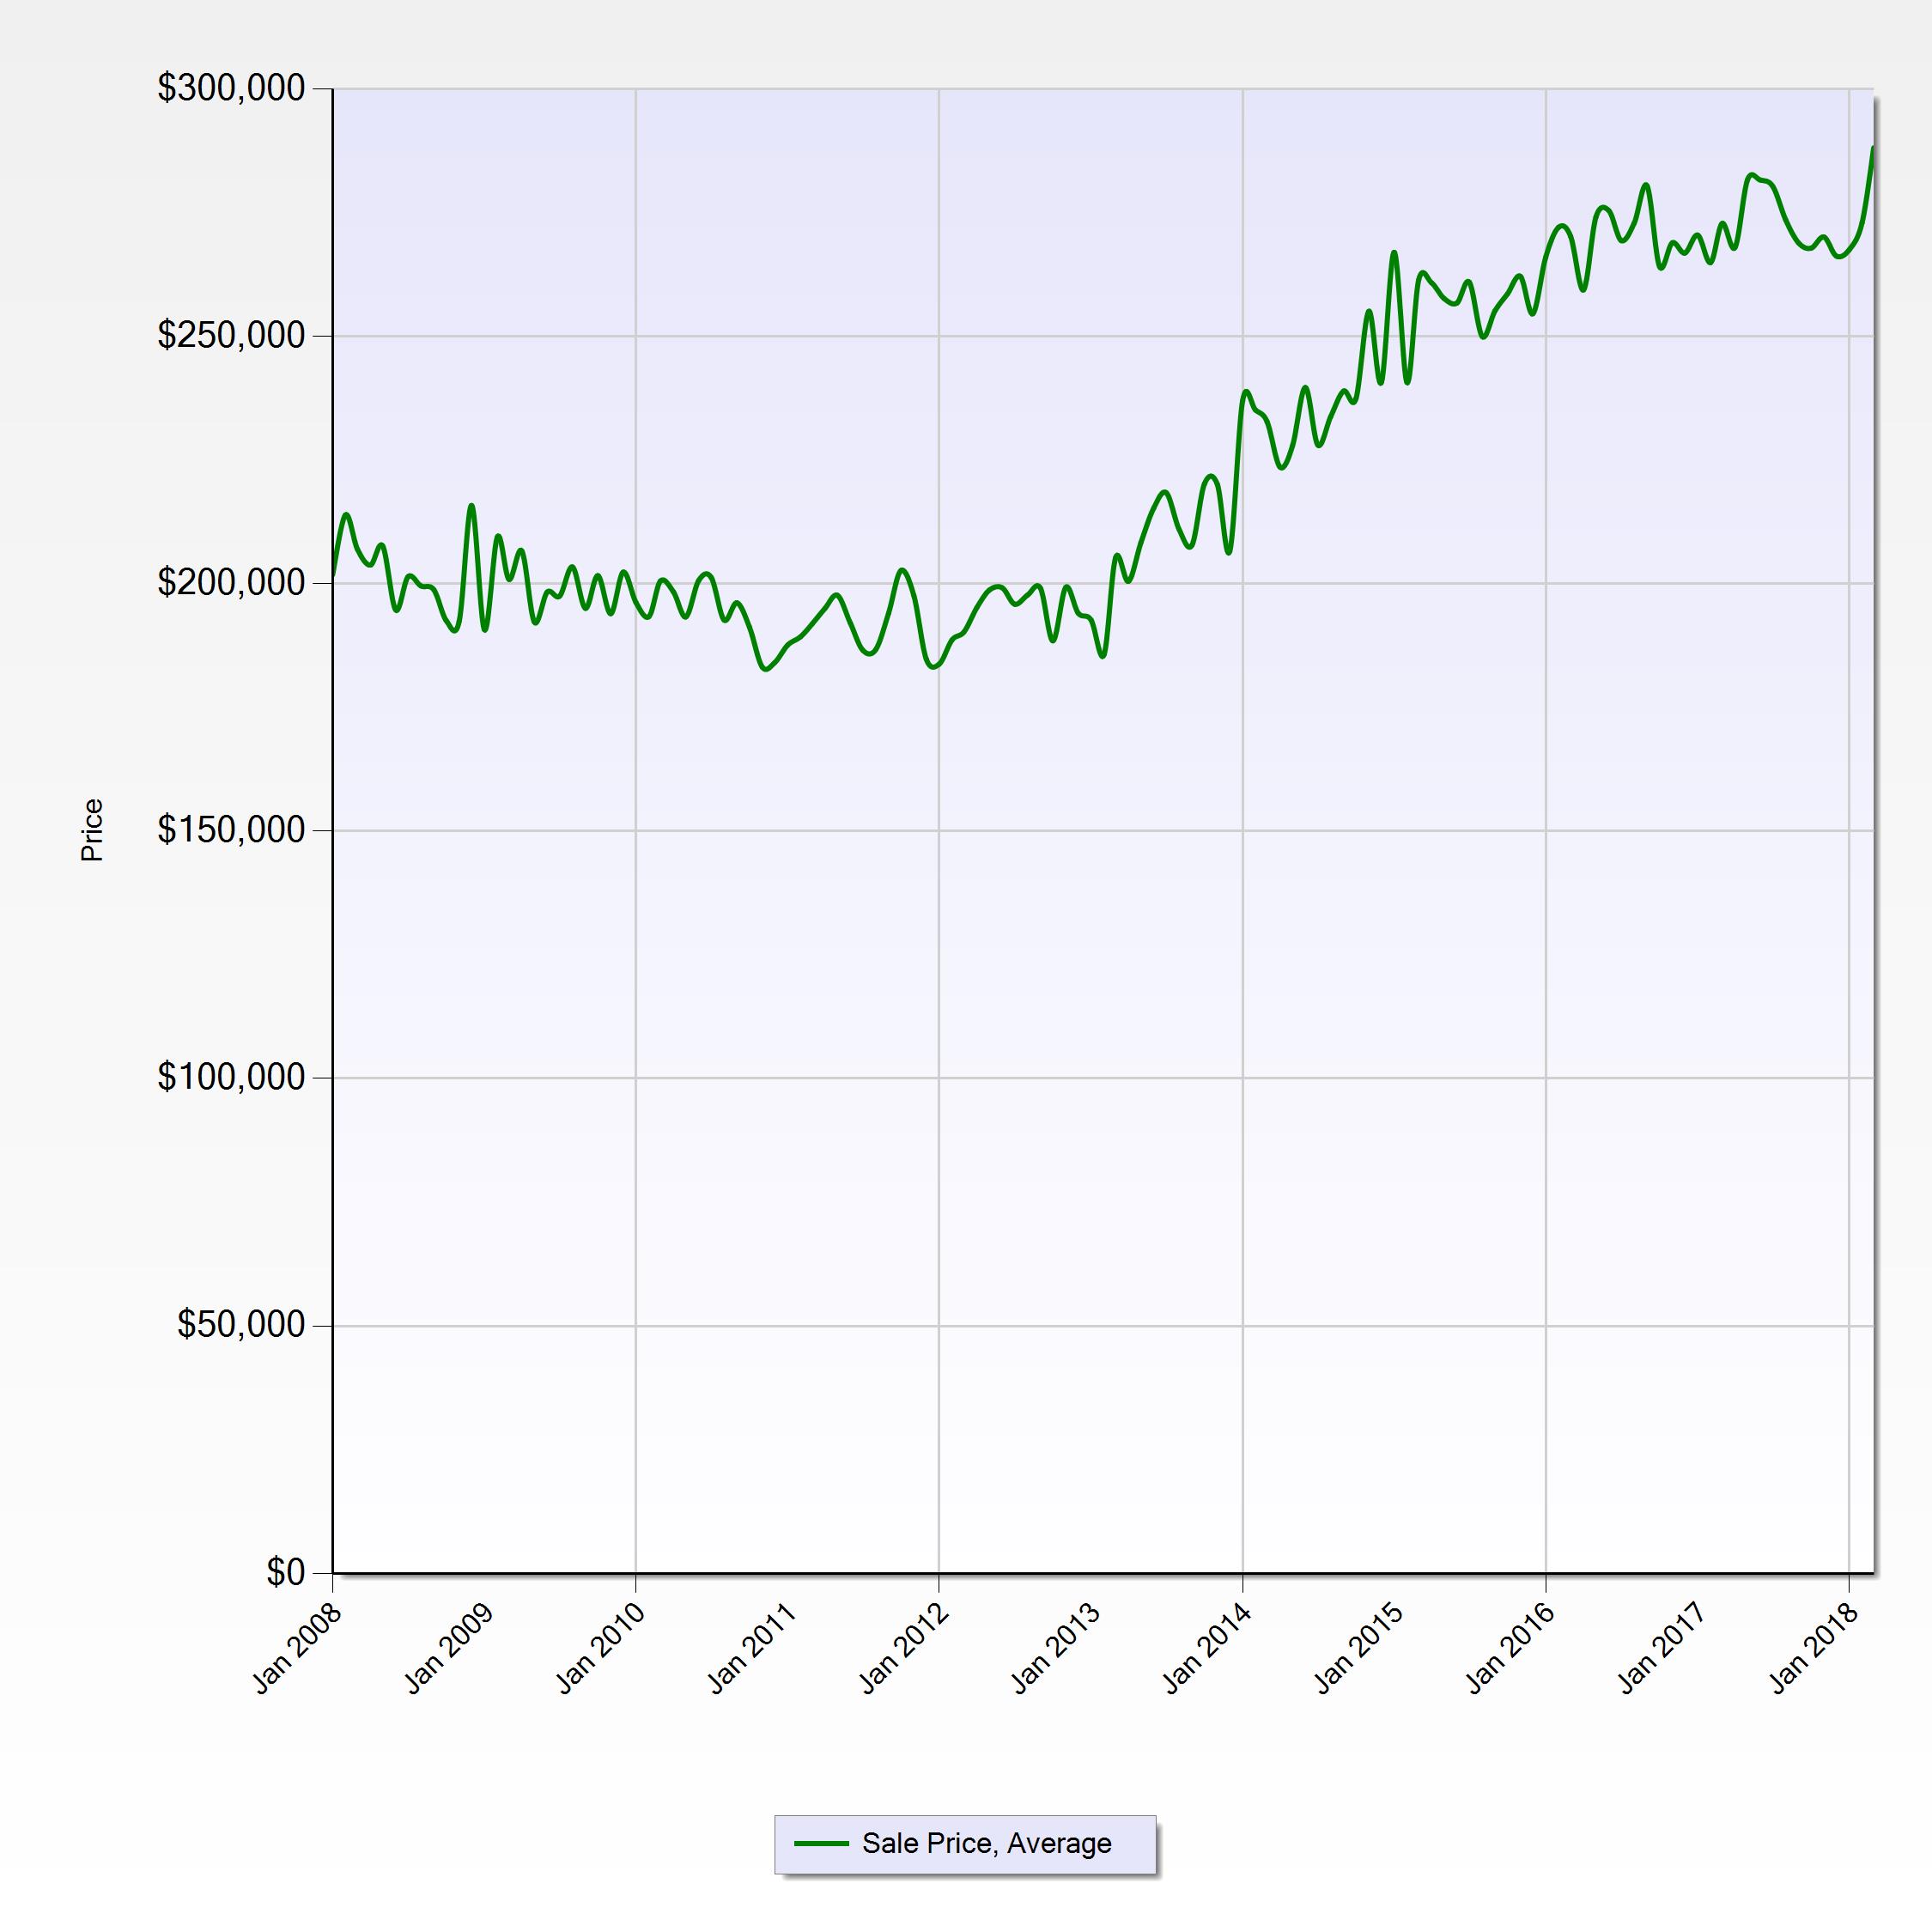 $300,000
$250,000
$200,000
$150,000
Price
$100,000
$50,000
$0
Jan 2008
Jan 2009
Jan 2010
Jan 2011
Jan 2012
Jan 2013
Jan 2014
Jan 2015
Jan 2016
Jan 2017
Jan 2018
Sale Price, Average